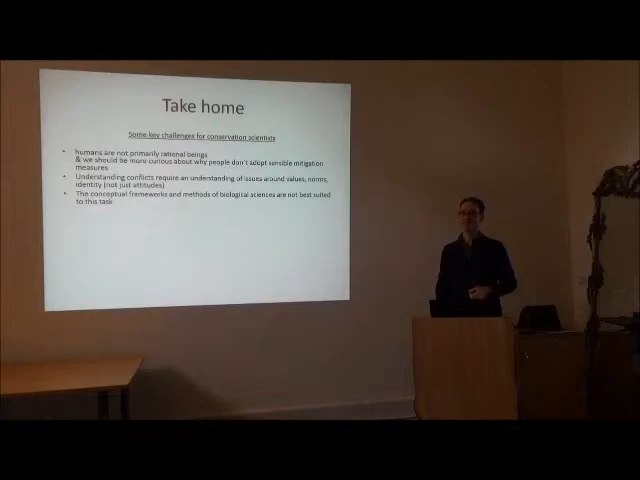 Take home
Some key challenges for conservation scientists
• humans are not primarily rational beings
& we should be more curious about why people don't adopt sensible mitigation
measures
• Understanding conflicts require an understanding of issues around values, norms,
identity (not just attitudes)
• The conceptual frameworks and methods of biological sciences are not best suited
to this task